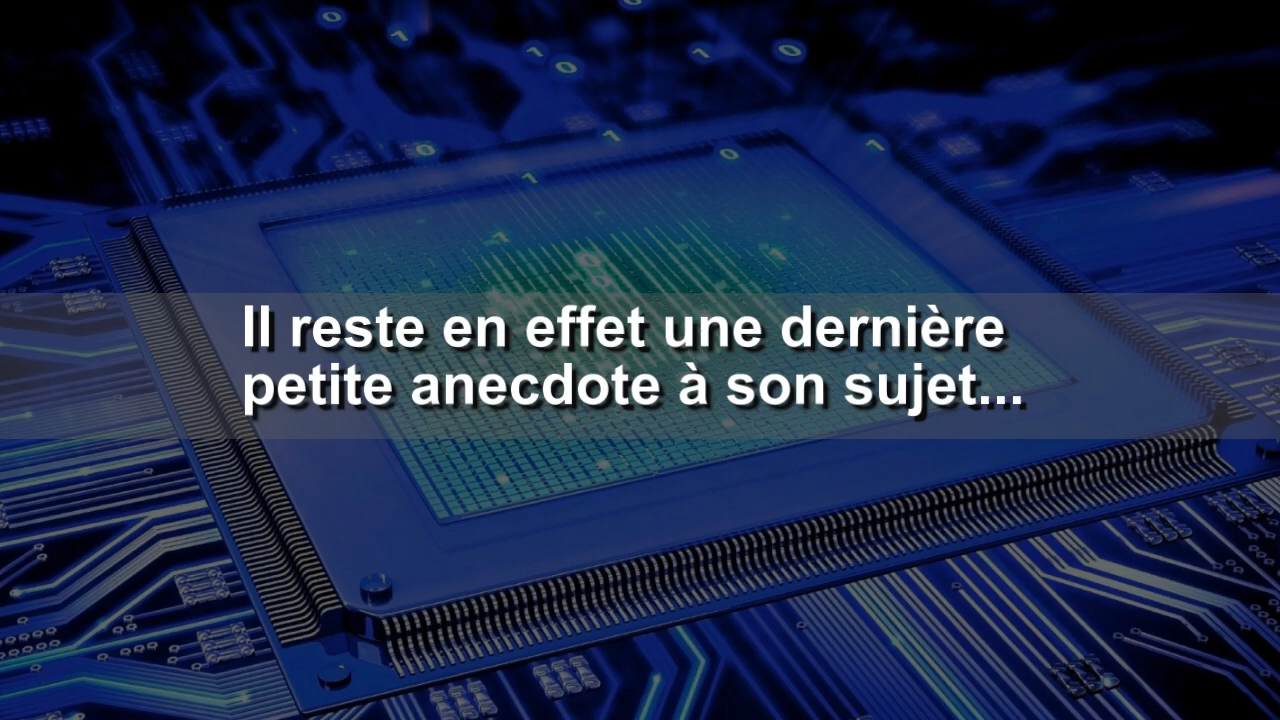 Il reste en effet une dernière
petite anecdote à son sujet...